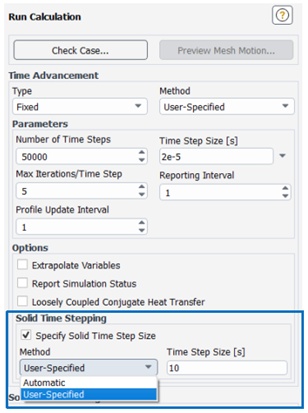 Run Calculation
?
Check Case... Preview Mesh Motion...
Time Advancement
Type Method
Fixed User-Specified
Parameters
Number of Time Steps Time Step Size [s]
50000 2e-5
Max Iterations/Time Step Reporting Interval
5 1
Profile Update Interval
1
Options
Extrapolate Variables
Report Simulation Status
Loosely Coupled Conjugate Heat Transfer
Solid Time Stepping
Specify Solid Time Step Size
Method Time Step Size [s]
User-Specified 10
Automatic
User-Specified